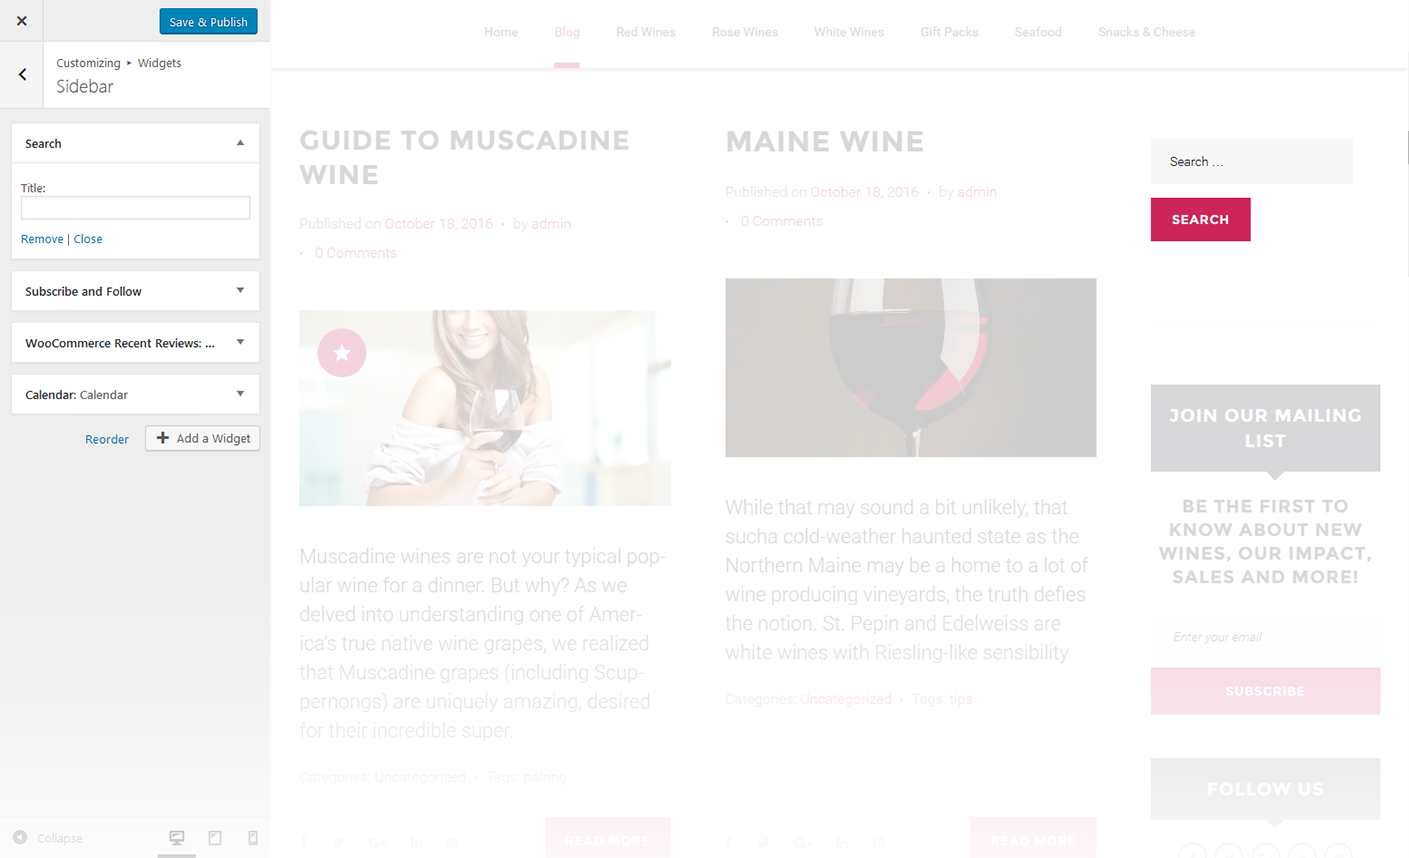 Save & Publish
Customizing ▸ Widgets
Sidebar
Search
Title:
Remove | Close
Subscribe and Follow
WooCommerce Recent Reviews: ...
Calendar: Calendar
Reorder
Add a Widget
Collapse
Home Blog Red Wines Rose Wines White Wines Gift Packs Seafood Snacks & Cheese
GUIDE TO MUSCADINE
WINE
Published on October 18, 2016 • by admin
• 0 Comments
Muscadine wines are not your typical pop-
ular wine for a dinner. But why? As we
delved into understanding one of Amer-
ica's true native wine grapes, we realized
that Muscadine grapes (including Scup-
pernongs) are uniquely amazing, desired
for their incredible super.
Categories: Uncategorized • Tags: pairing
READ MORE
MAINE WINE
Published on October 18, 2016 • by admin
• 0 Comments
While that may sound a bit unlikely, that
sucha cold-weather haunted state as the
Northern Maine may be a home to a lot of
wine producing vineyards, the truth defies
the notion. St. Pepin and Edelweiss are
white wines with Riesling-like sensibility
Categories: Uncategorized • Tags: tips
READ MORE
Search ...
SEARCH
JOIN OUR MAILING
LIST
BE THE FIRST TO
KNOW ABOUT NEW
WINES, OUR IMPACT,
SALES AND MORE!
Enter your email
SUBSCRIBE
FOLLOW US